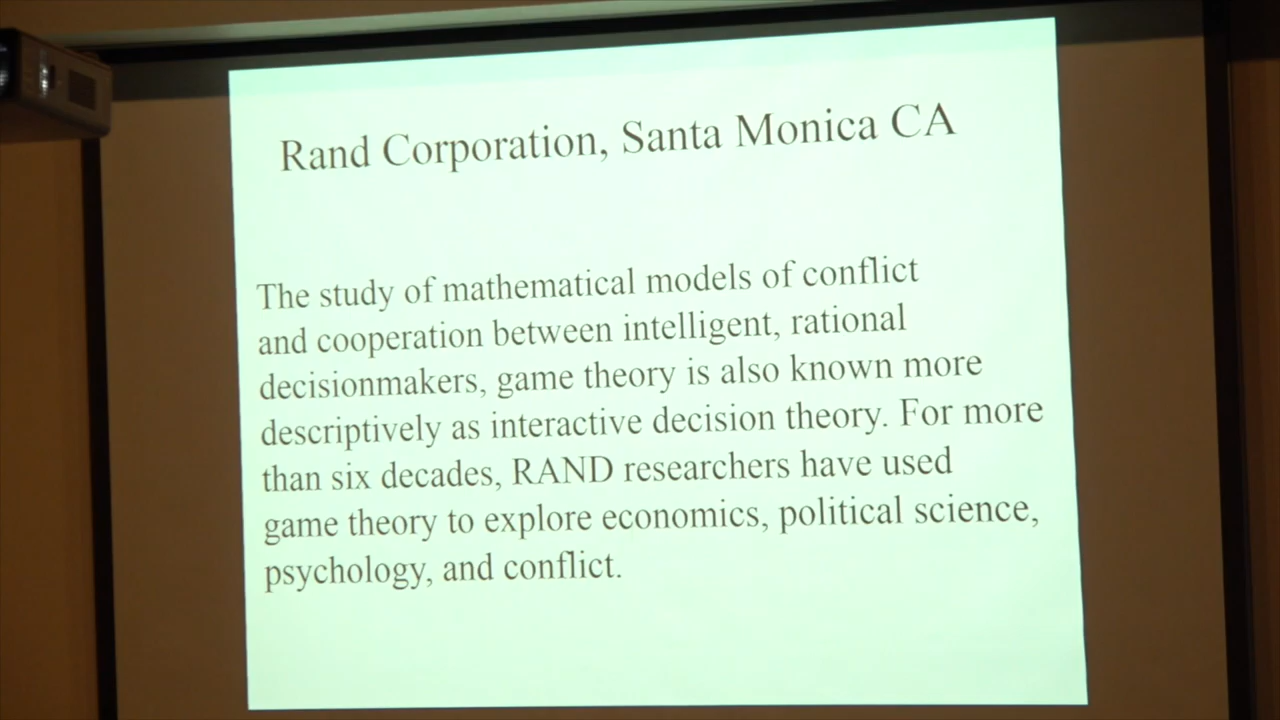 Rand Corporation, Santa Monica CA
The study of mathematical models of conflict
and cooperation between intelligent, rational
decisionmakers, game theory is also known more
descriptively as interactive decision theory. For more
than six decades, RAND researchers have used
game theory to explore economics, political science,
psychology, and conflict.